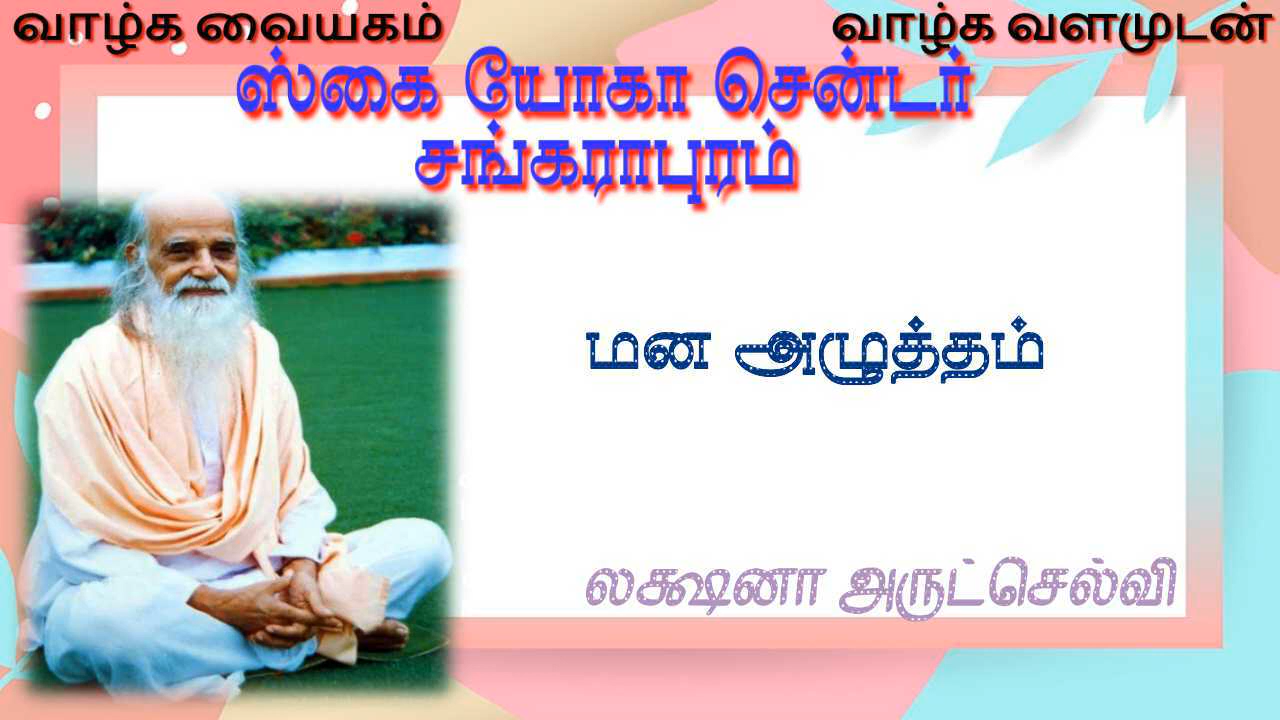 வாழ்க வையகம்
வாழ்க வளமுடன்
ஸ்கை யோகா சென்டர்
சங்கராபுரம்
மன அழுத்தம்
லக்ஷனா அருட்செல்வி